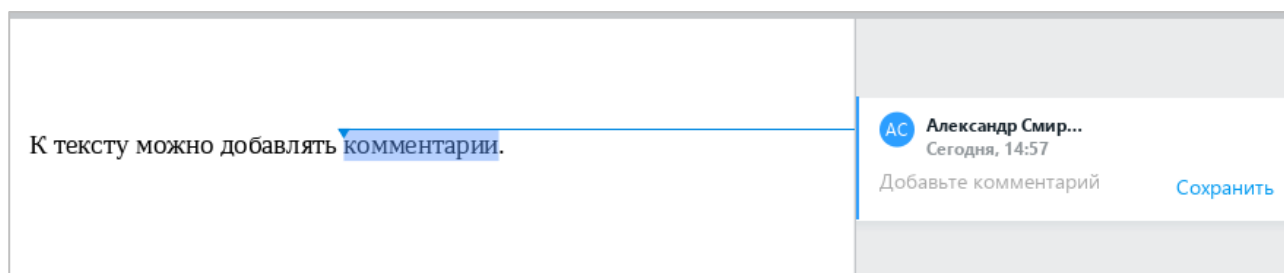 К тексту можно добавлять комментарии.
АС
Александр Смир...
Сегодня, 14:57
Добавьте комментарий
Сохранить